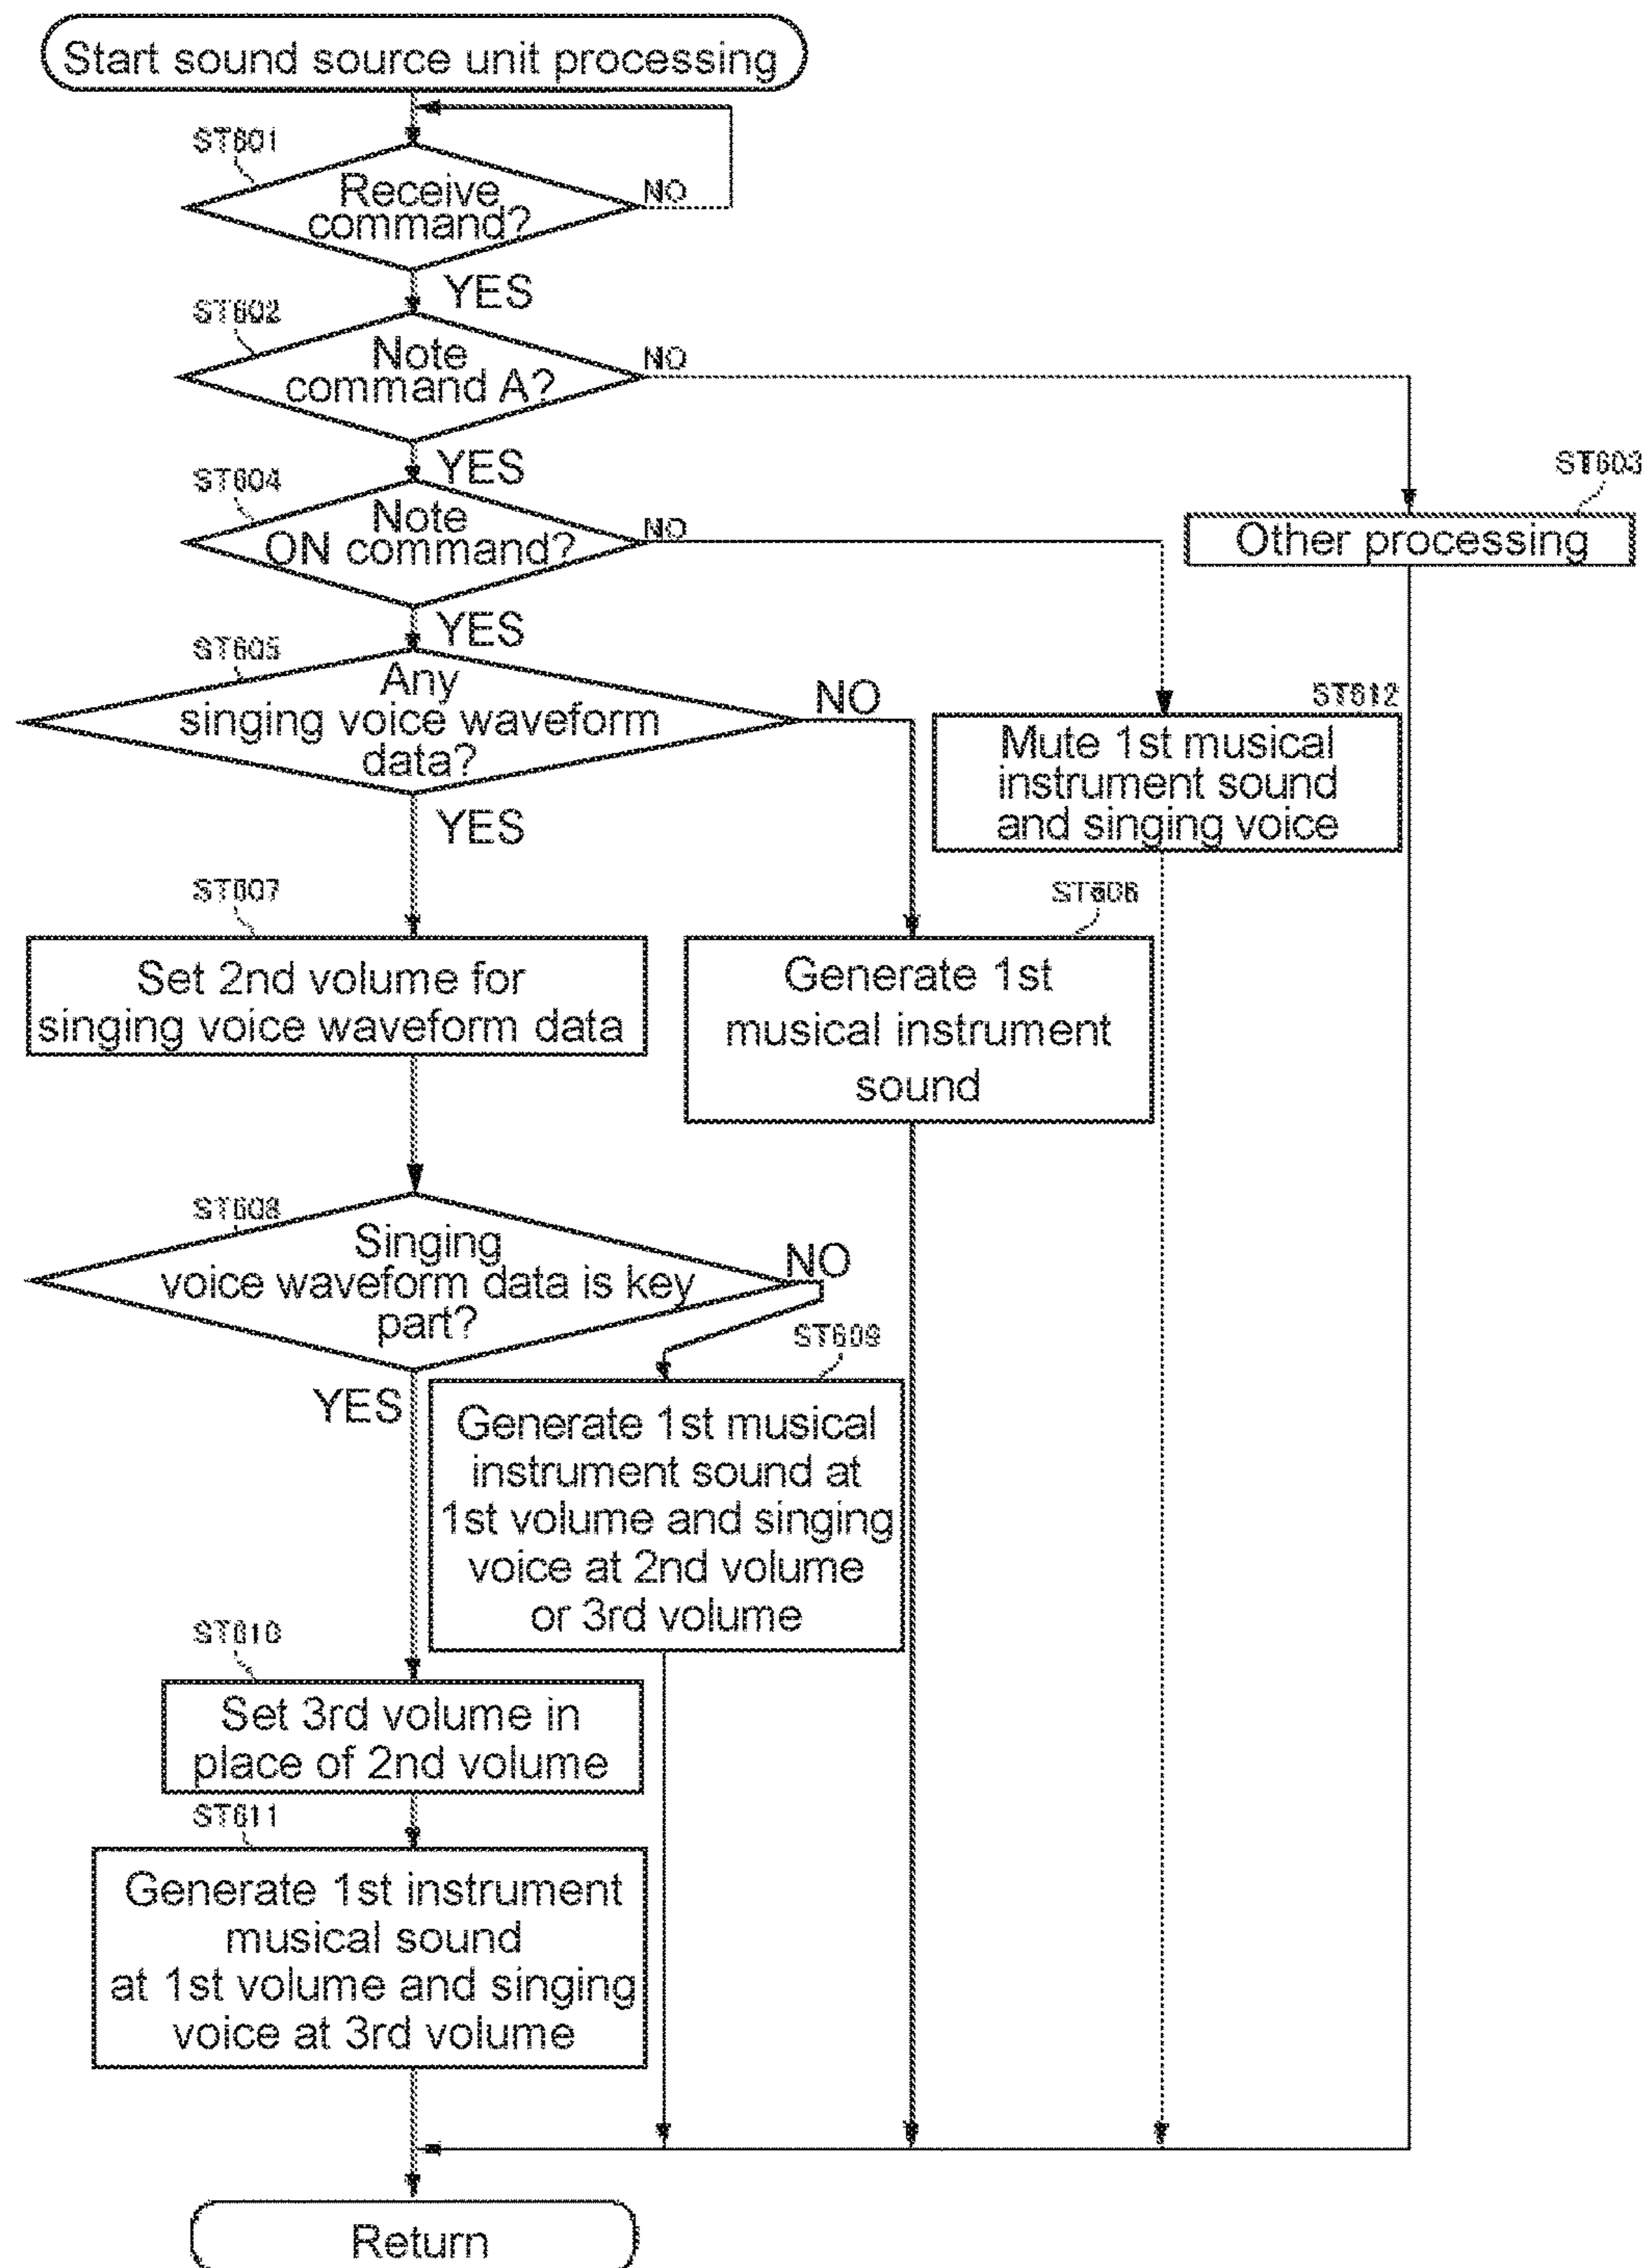 Start sound source unit processing
ST601
Receive
command?
NO
YES
ST602
Note
command A?
NO
YES
ST603
Other processing
ST604
Note
ON command?
NO
YES
ST605
Any
singing voice waveform
data?
NO
YES
ST612
Mute 1st musical
instrument sound
and singing voice
ST607
Set 2nd volume for
singing voice waveform data
ST606
Generate 1st
musical instrument
sound
ST608
Singing
voice waveform data is key
part?
NO
YES
ST609
Generate 1st musical
instrument sound at
1st volume and singing
voice at 2nd volume
or 3rd volume
ST610
Set 3rd volume in
place of 2nd volume
ST611
Generate 1st instrument
musical sound
at 1st volume and singing
voice at 3rd volume
Return